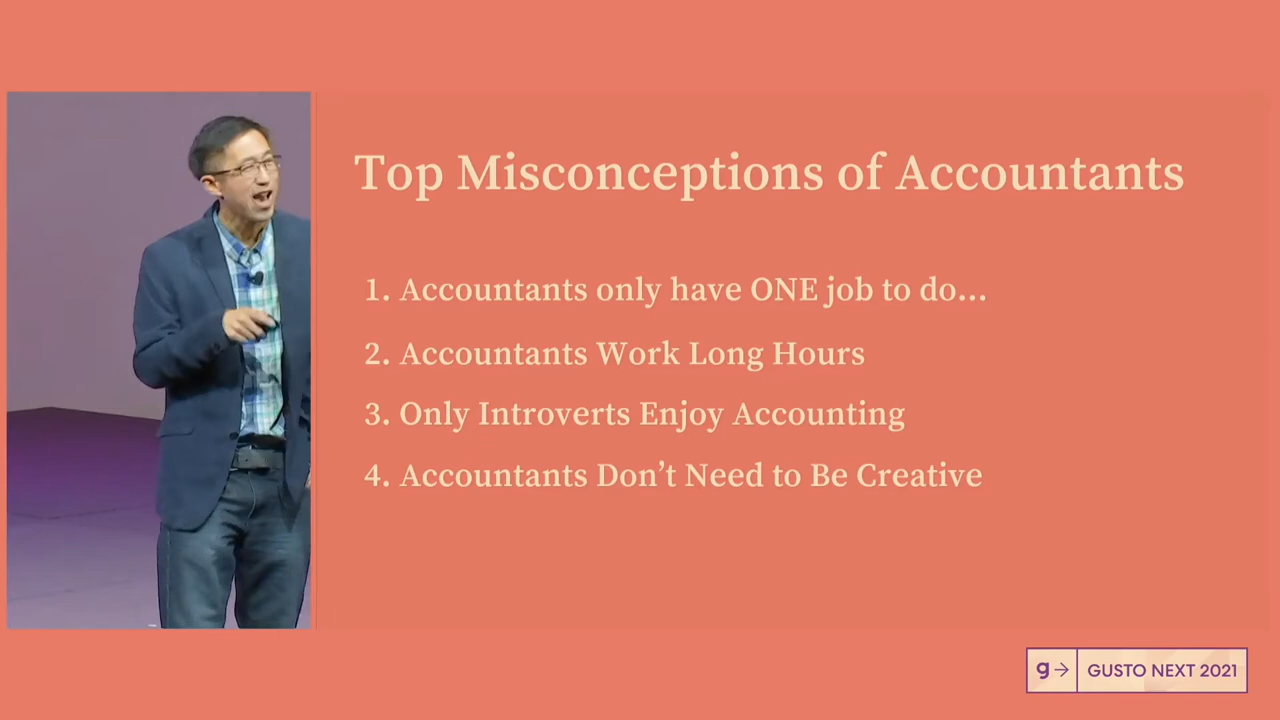 Top Misconceptions of Accountants
1. Accountants only have ONE job to do...
2. Accountants Work Long Hours
3. Only Introverts Enjoy Accounting
4. Accountants Don’t Need to Be Creative
g→ GUSTO NEXT 2021